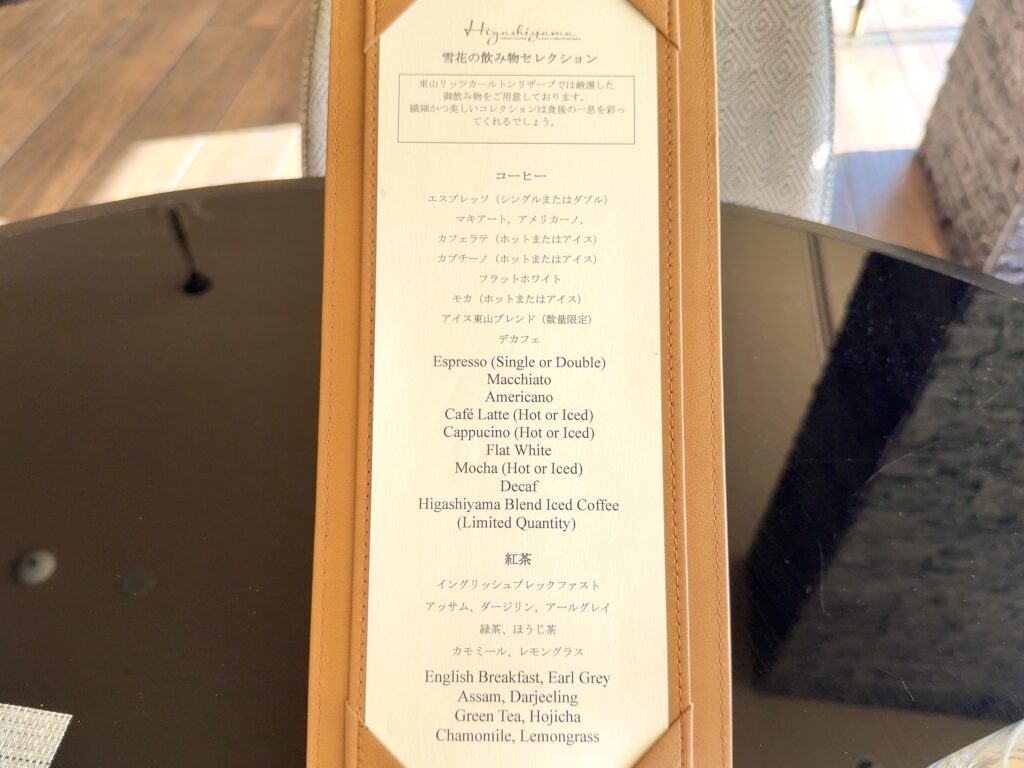 Higashiyama
雪花の飲み物セレクション
東山リッツカールトンリザーブでは厳選した
御飲み物をご用意しております。
繊細かつ美しいコレクションは食後の一息を彩っ
てくれるでしょう。
コーヒー
エスプレッソ（シングルまたはダブル）
マキアート，アメリカーノ，
カフェラテ（ホットまたはアイス）
カプチーノ（ホットまたはアイス）
フラットホワイト
モカ（ホットまたはアイス）
アイス東山ブレンド（数量限定）
デカフェ
Espresso (Single or Double)
Macchiato
Americano
Café Latte (Hot or Iced)
Cappucino (Hot or Iced)
Flat White
Mocha (Hot or Iced)
Decaf
Higashiyama Blend Iced Coffee
(Limited Quantity)
紅茶
イングリッシュブレックファスト
アッサム、ダージリン，アールグレイ
緑茶、ほうじ茶
カモミール、レモングラス
English Breakfast, Earl Grey
Assam, Darjeeling
Green Tea, Hojicha
Chamomile, Lemongrass